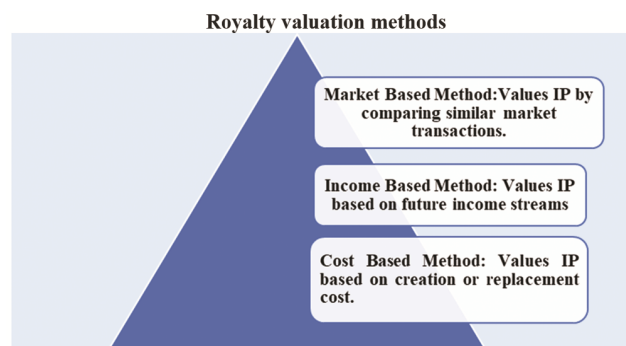 Royalty valuation methods
Market Based Method:Values IP by
comparing similar market
transactions.
Income Based Method: Values IP
based on future income streams
Cost Based Method: Values IP
based on creation or replacement
cost.